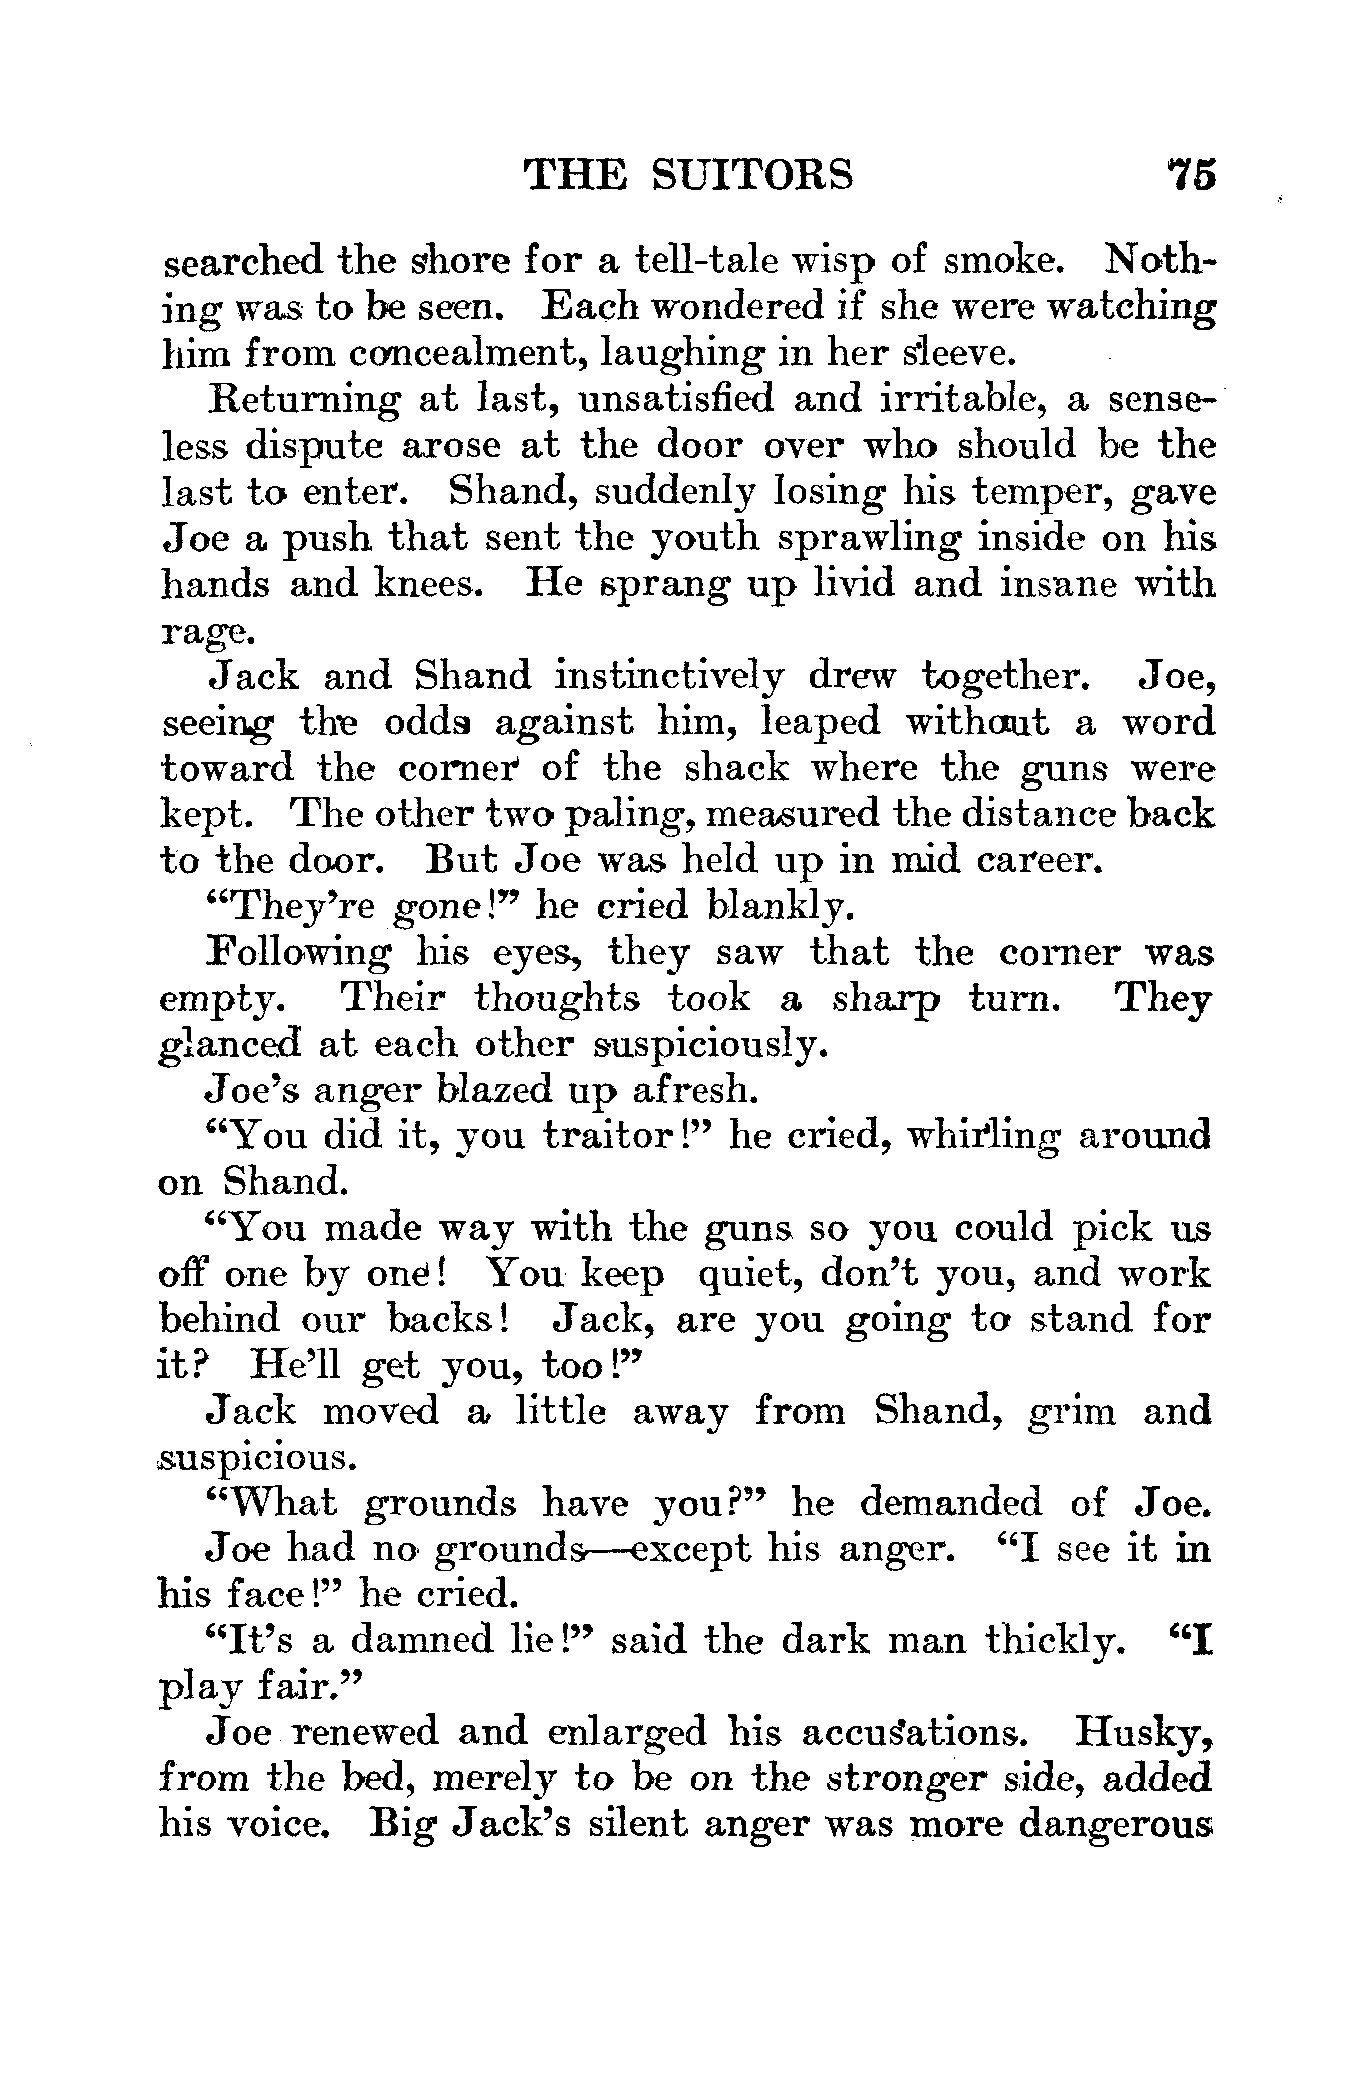 THE SUITORS 75
searched the shore for a tell-tale wisp of smoke. Noth-
ing was to be seen. Each wondered if she were watching
him from concealment, laughing in her sleeve.
Returning at last, unsatisfied and irritable, a sense-
less dispute arose at the door over who should be the
last to enter. Shand, suddenly losing his temper, gave
Joe a push that sent the youth sprawling inside on his
hands and knees. He sprang up livid and insane with
rage.
Jack and Shand instinctively drew together. Joe,
seeing the odds against him, leaped without a word
toward the corner of the shack where the guns were
kept. The other two paling, measured the distance back
to the door. But Joe was held up in mid career.
“They’re gone!” he cried blankly.
Following his eyes, they saw that the corner was
empty. Their thoughts took a sharp turn. They
glanced at each other suspiciously.
Joe’s anger blazed up afresh.
“You did it, you traitor!” he cried, whirling around
on Shand.
“You made way with the guns so you could pick us
off one by one! You keep quiet, don’t you, and work
behind our backs! Jack, are you going to stand for
it? He’ll get you, too!”
Jack moved a little away from Shand, grim and
suspicious.
“What grounds have you?” he demanded of Joe.
Joe had no grounds—except his anger. “I see it in
his face!” he cried.
“It’s a damned lie!” said the dark man thickly. “I
play fair.”
Joe renewed and enlarged his accusations. Husky,
from the bed, merely to be on the stronger side, added
his voice. Big Jack’s silent anger was more dangerous